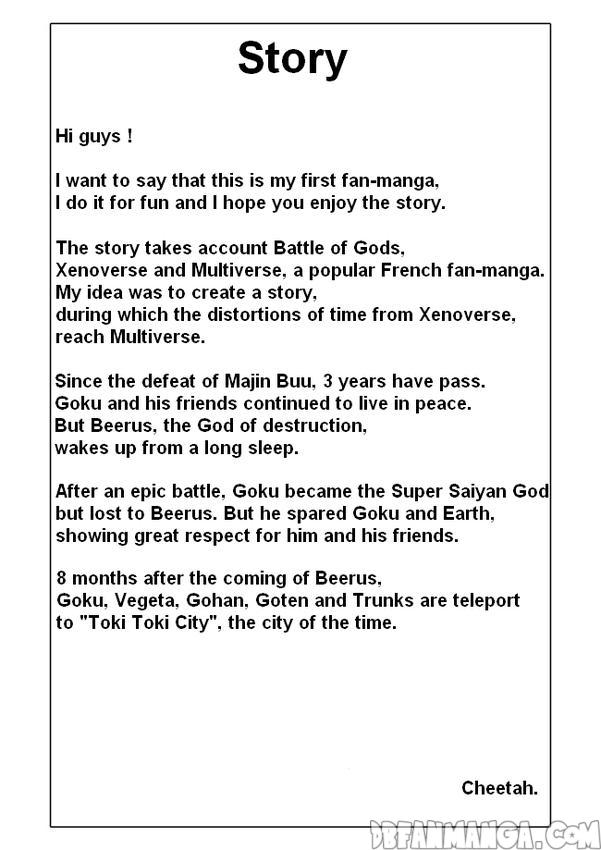 Story
Hi guys !
I want to say that this is my first fan-manga,
I do it for fun and I hope you enjoy the story.
The story takes account Battle of Gods,
Xenoverse and Multiverse, a popular French fan-manga.
My idea was to create a story,
during which the distortions of time from Xenoverse,
reach Multiverse.
Since the defeat of Majin Buu, 3 years have pass.
Goku and his friends continued to live in peace.
But Beerus, the God of destruction,
wakes up from a long sleep.
After an epic battle, Goku became the Super Saiyan God
but lost to Beerus. But he spared Goku and Earth,
showing great respect for him and his friends.
8 months after the coming of Beerus,
Goku, Vegeta, Gohan, Goten and Trunks are teleport
to "Toki Toki City", the city of the time.
Cheetah.
DBFANMANGA.COM